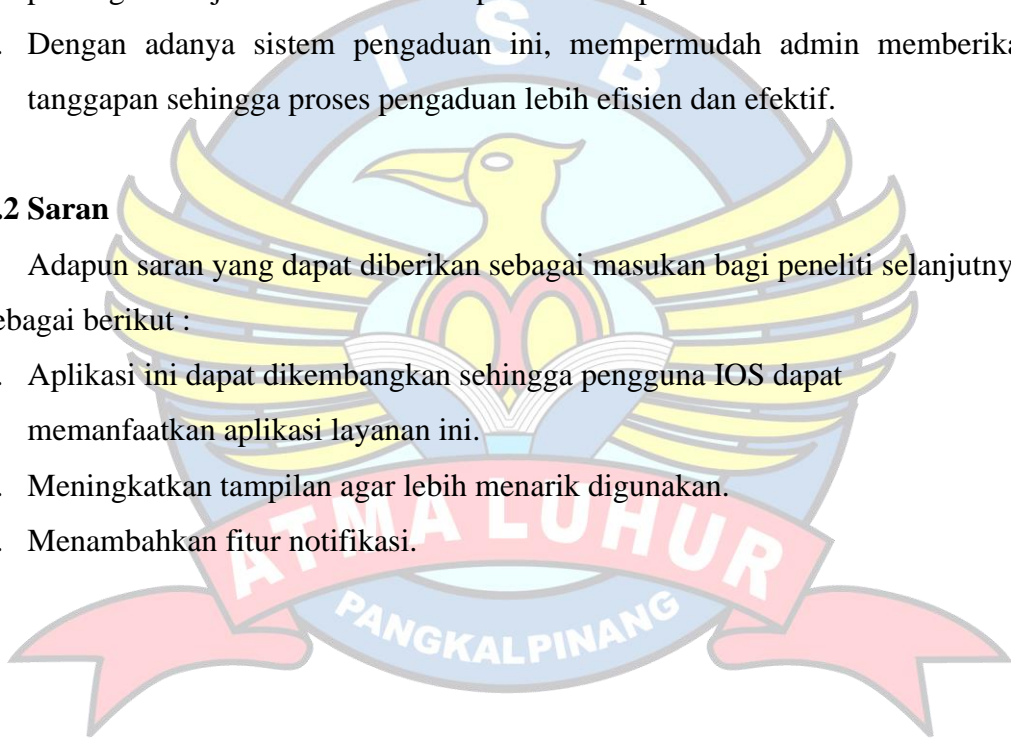 . Dengan adanya sistem pengaduan ini, mempermudah admin memberika
tanggapan sehingga proses pengaduan lebih efisien dan efektif.
.2 Saran
Adapun saran yang dapat diberikan sebagai masukan bagi peneliti selanjutny
ebagai berikut :
. Aplikasi ini dapat dikembangkan sehingga pengguna IOS dapat
memanfaatkan aplikasi layanan ini.
. Meningkatkan tampilan agar lebih menarik digunakan.
. Menambahkan fitur notifikasi.
I S B
ATMA LUHUR
PANGKALPINANG